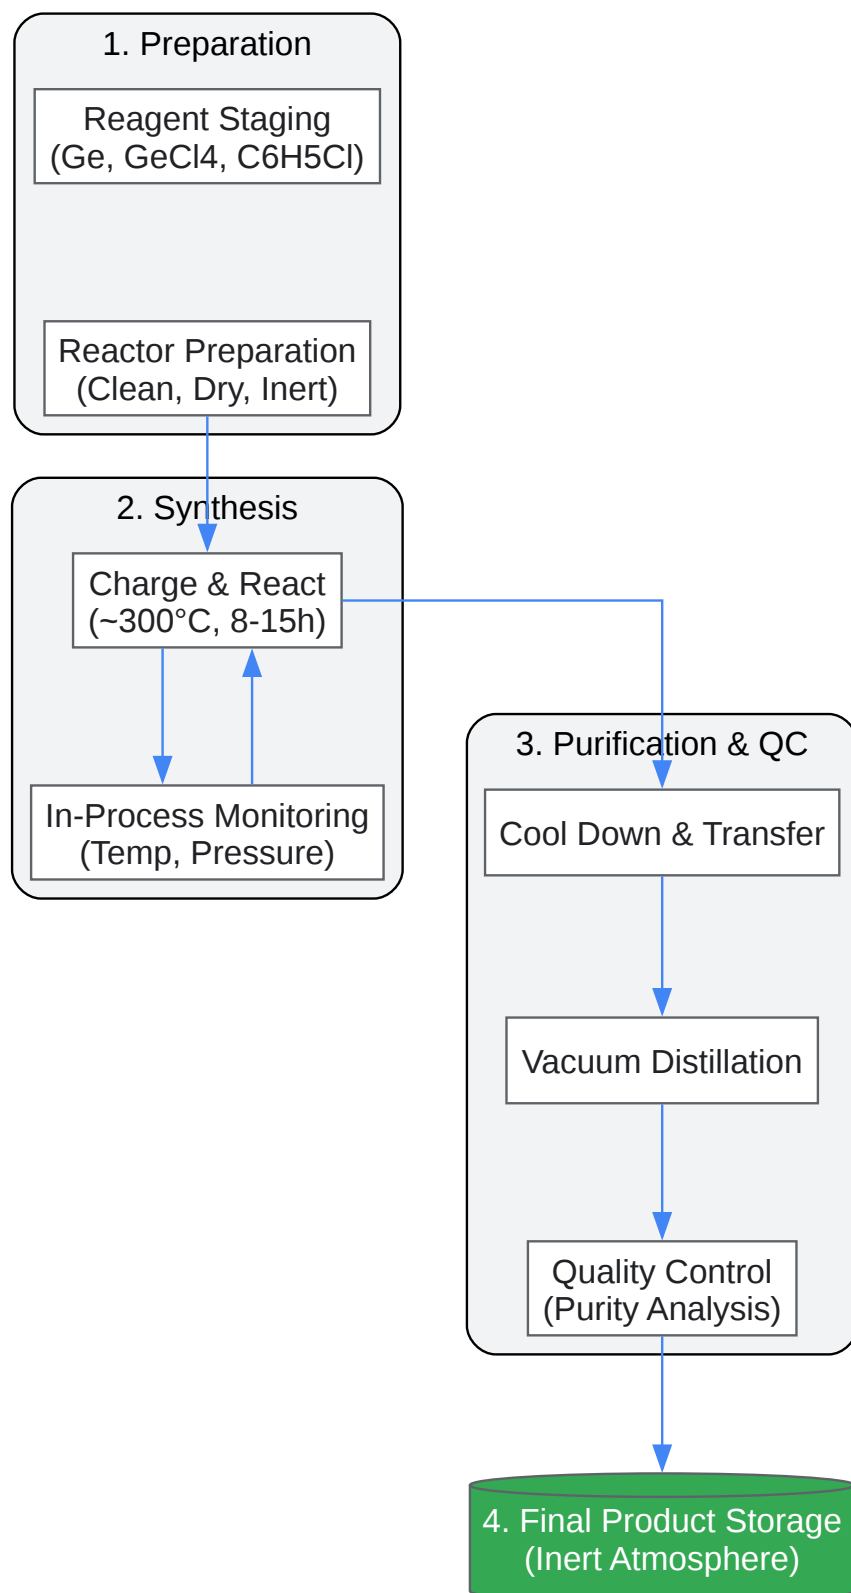 1. Preparation
Reagent Staging
(Ge, GeCl4, C6H5Cl)
Reactor Preparation
(Clean, Dry, Inert)
2. Synthesis
Charge & React
(~300°C, 8-15h)
In-Process Monitoring
(Temp, Pressure)
3. Purification & QC
Cool Down & Transfer
Vacuum Distillation
Quality Control
(Purity Analysis)
4. Final Product Storage
(Inert Atmosphere)